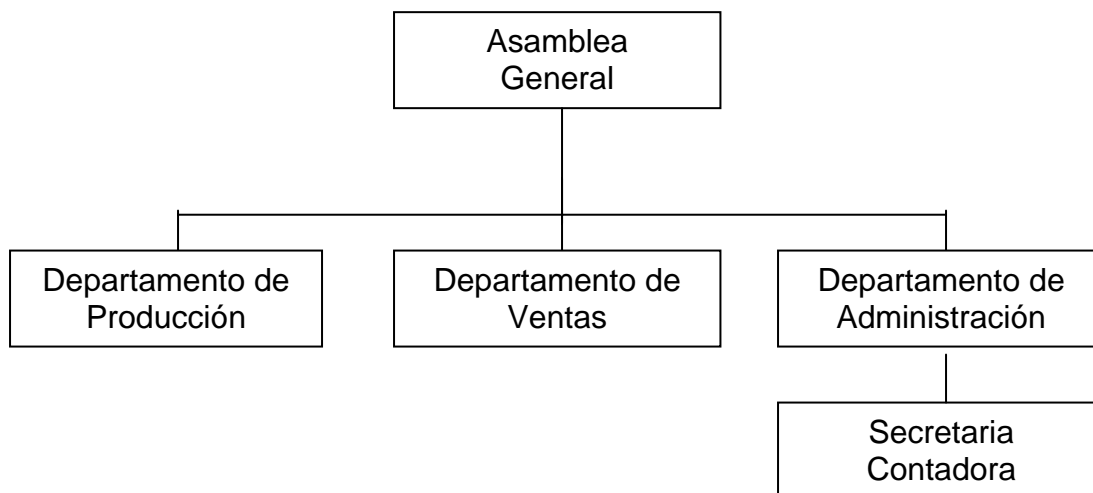 Asamblea
General
Departamento de
Producción
Departamento de
Ventas
Departamento de
Administración
Secretaria
Contadora